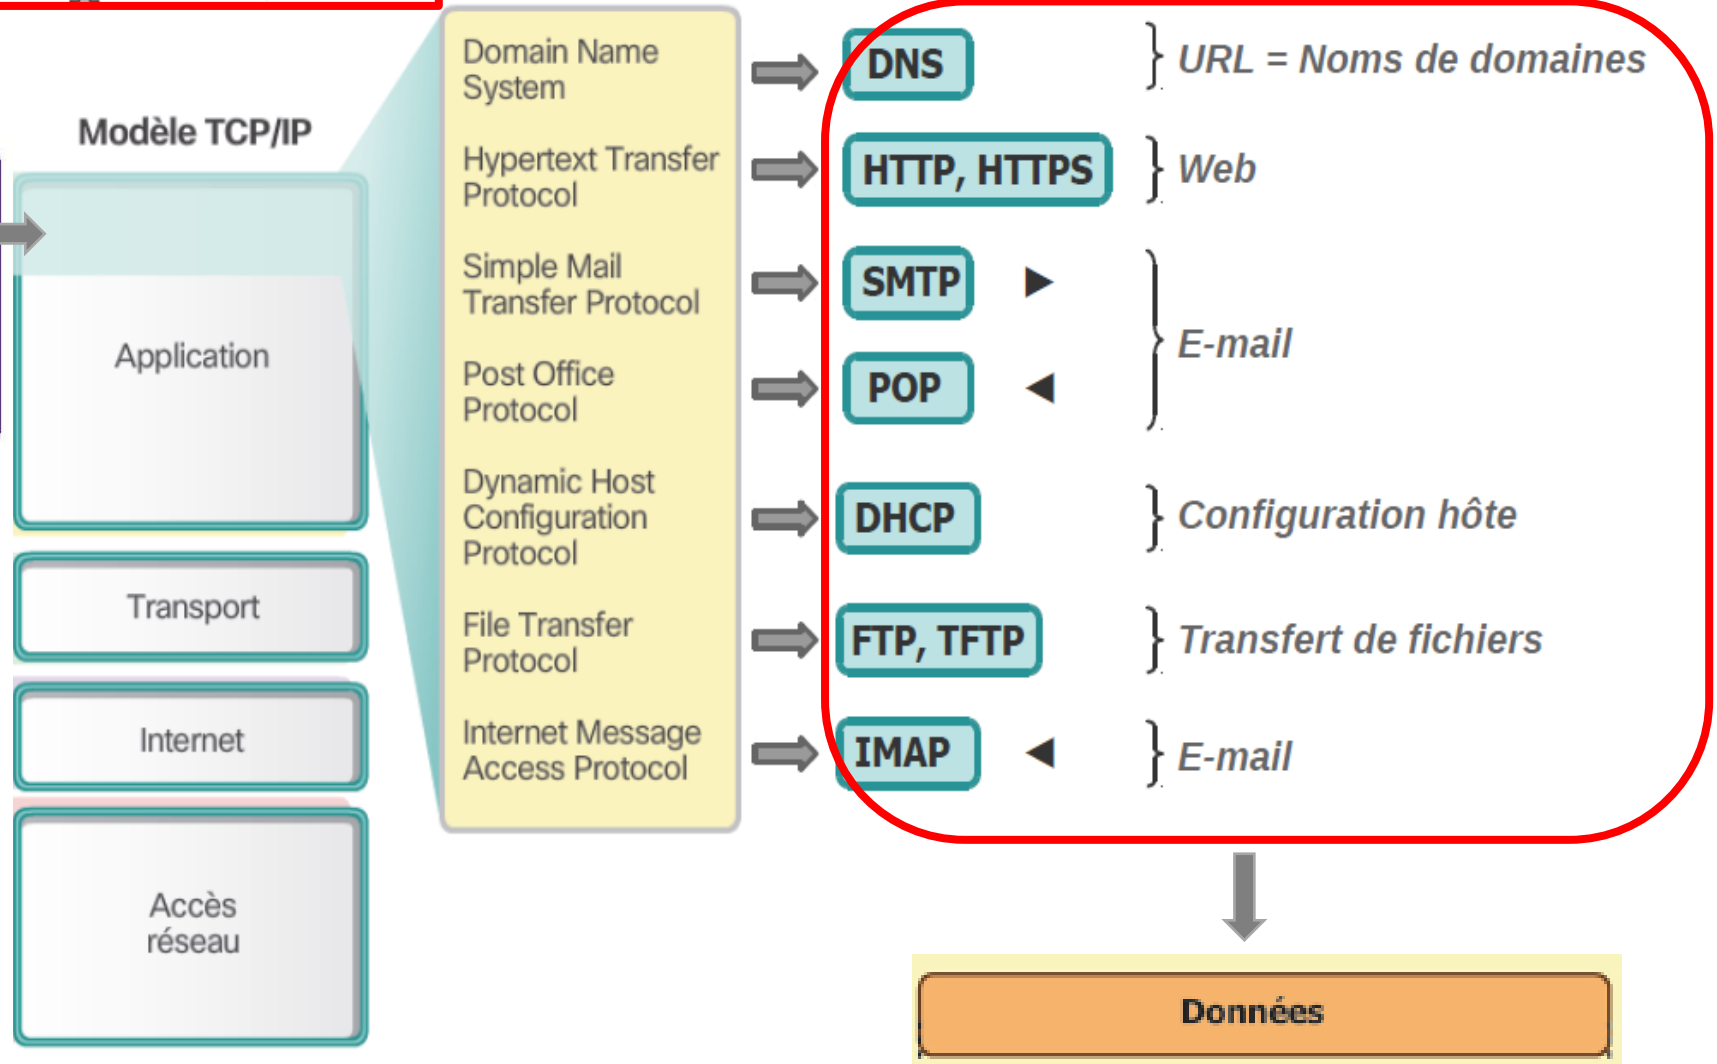 Modèle TCP/IP
Application
Transport
Internet
Accès
réseau
Domain Name
System
Hypertext Transfer
Protocol
Simple Mail
Transfer Protocol
Post Office
Protocol
Dynamic Host
Configuration
Protocol
File Transfer
Protocol
Internet Message
Access Protocol
DNS
URL = Noms de domaines
HTTP, HTTPS
Web
SMTP
POP
E-mail
DHCP
Configuration hôte
FTP, TFTP
Transfert de fichiers
IMAP
E-mail
Données